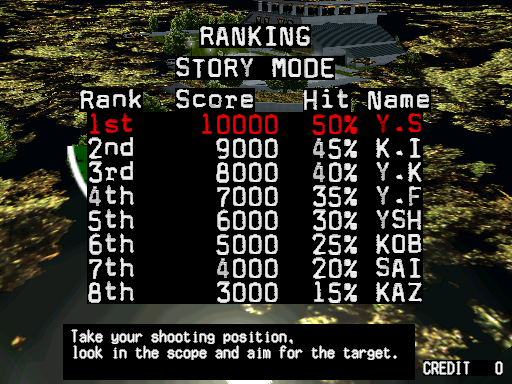 RANKING
STORY MODE
Rank Score Hit Name
1st 10000 50% Y.S
2nd 9000 45% K.I
3rd 8000 40% Y.K
4th 7000 35% Y.F
5th 6000 30% YSH
6th 5000 25% KOB
7th 4000 20% SAI
8th 3000 15% KAZ
Take your shooting position,
look in the scope and aim for the target.
CREDIT 0